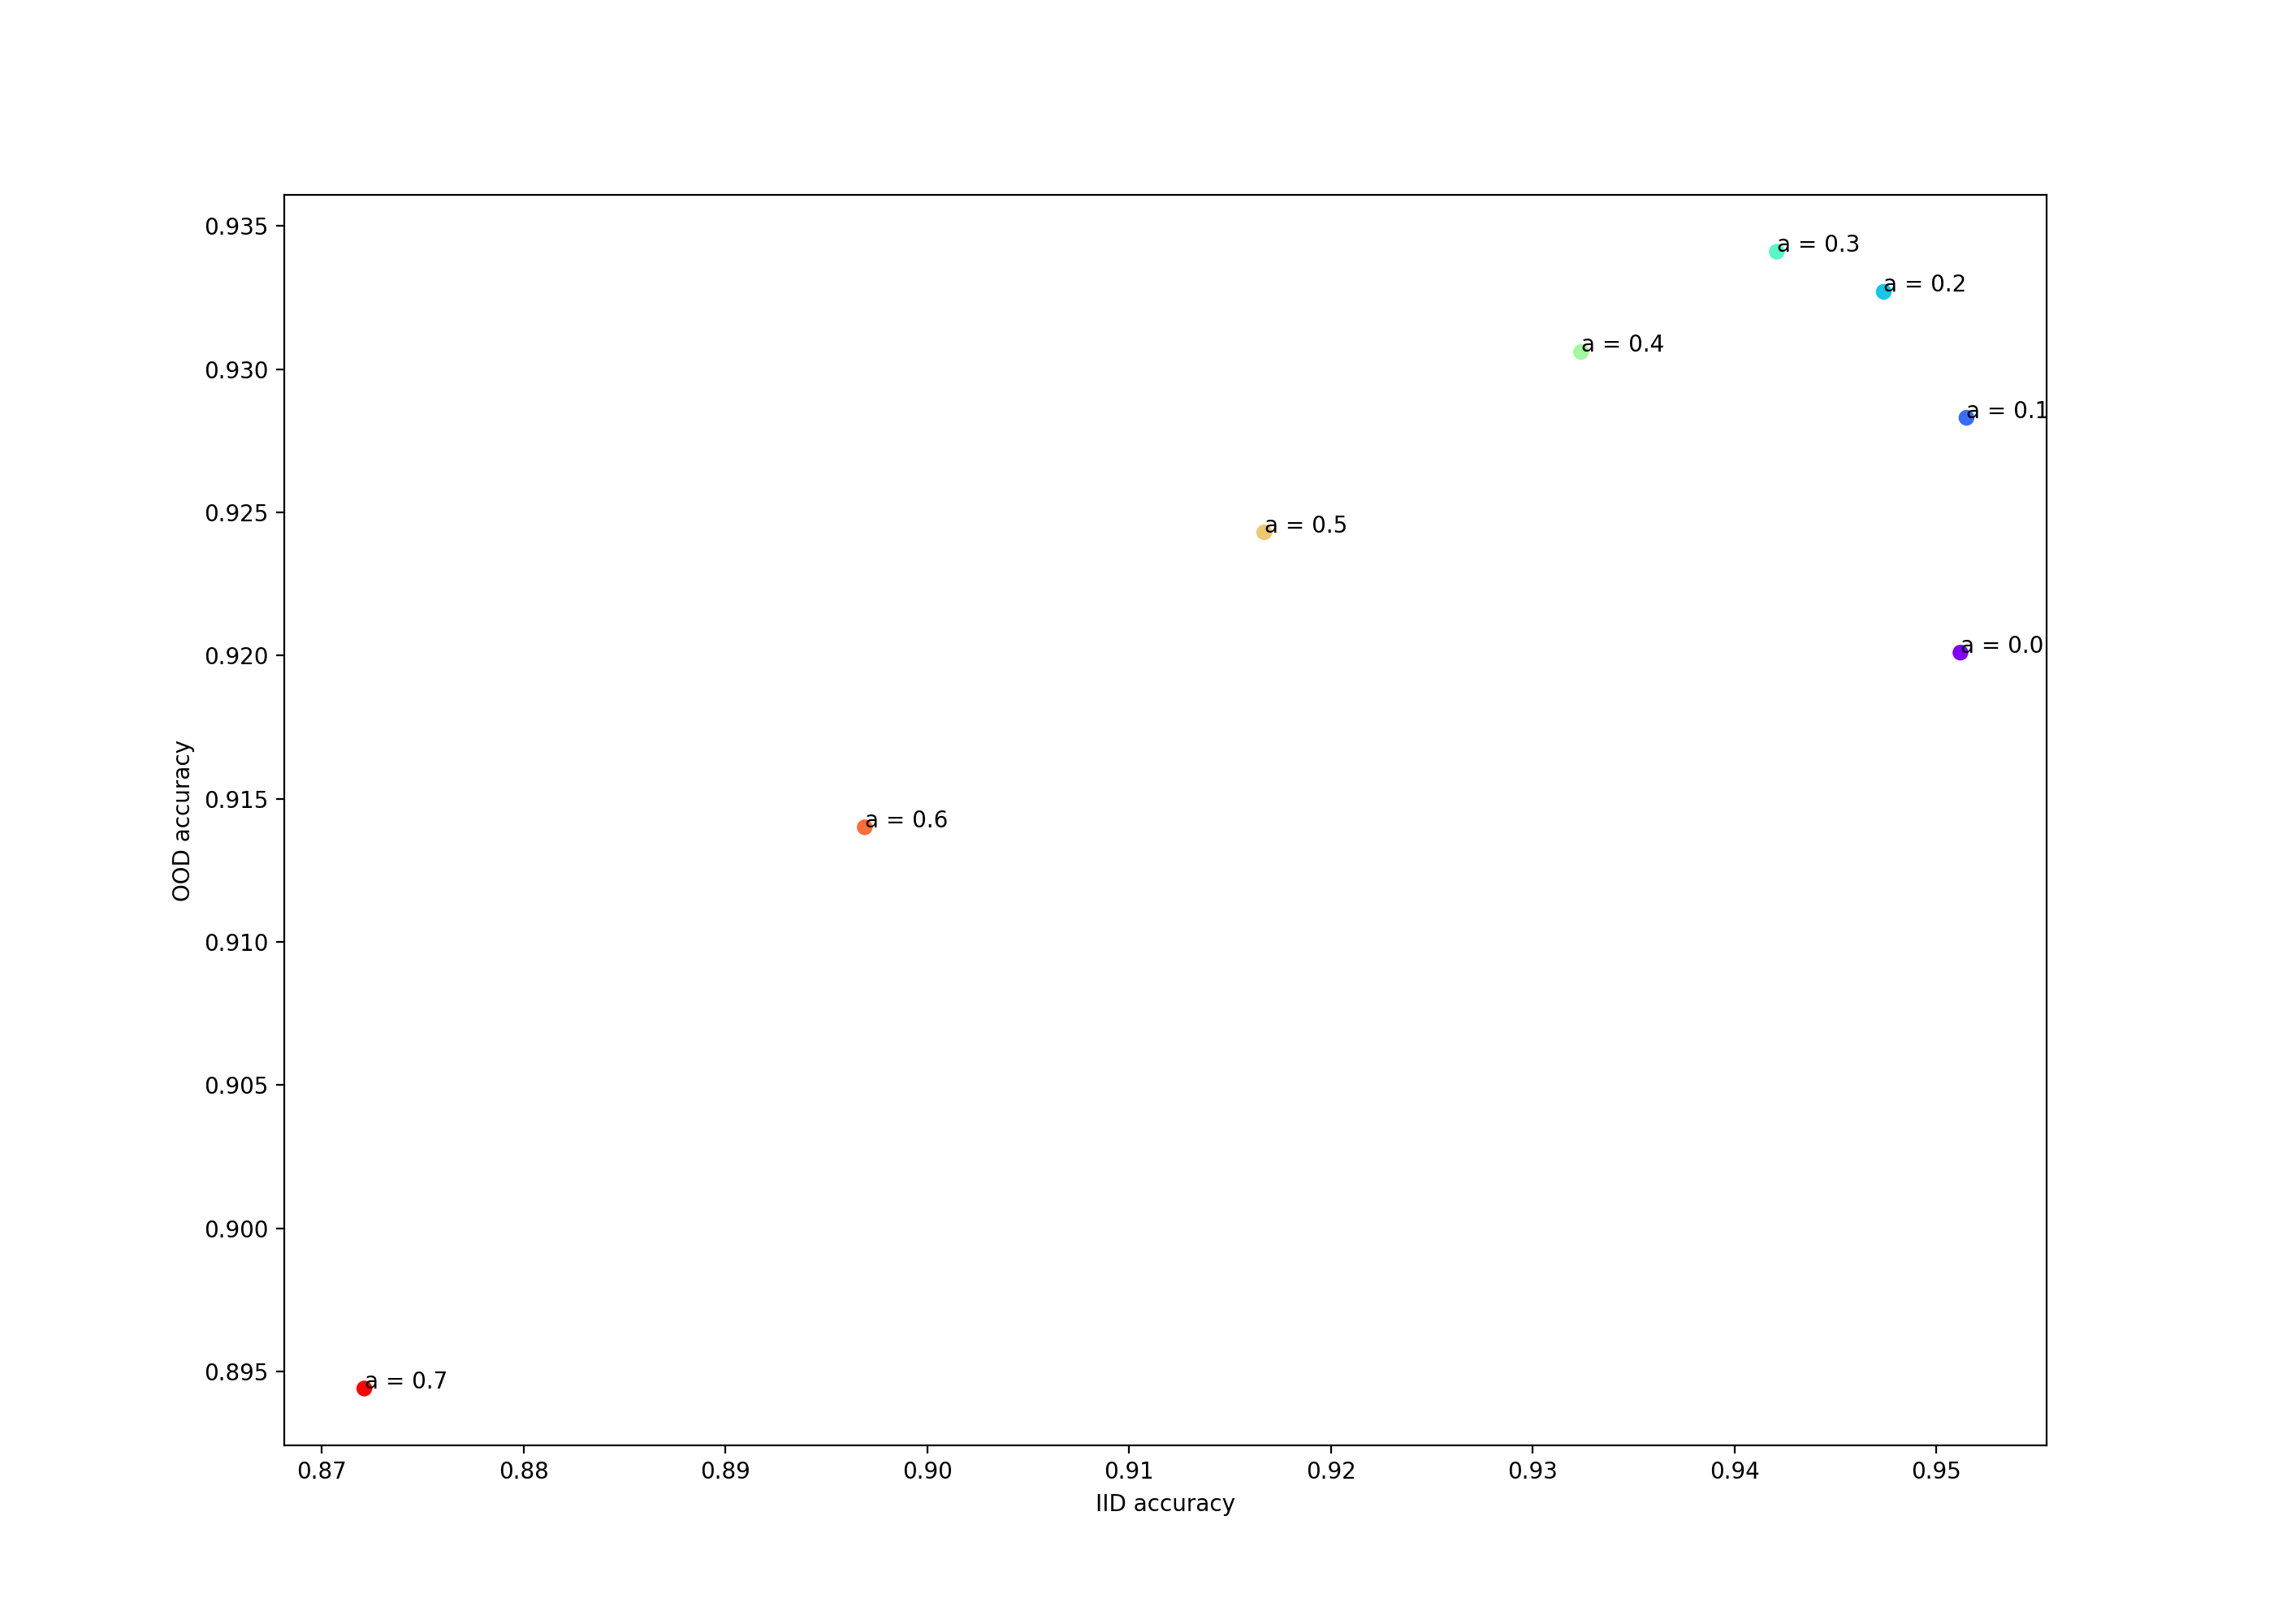 0.935
a = 0.3
a = 0.2
a = 0.4
0.930
a = 0.1
0.925
a = 0.5
0.920
a = 0.0
0.915
a = 0.6
OOD accuracy
0.910
0.905
0.900
0.895
a = 0.7
0.87 0.88 0.89 0.90 0.91 0.92 0.93 0.94 0.95
IID accuracy